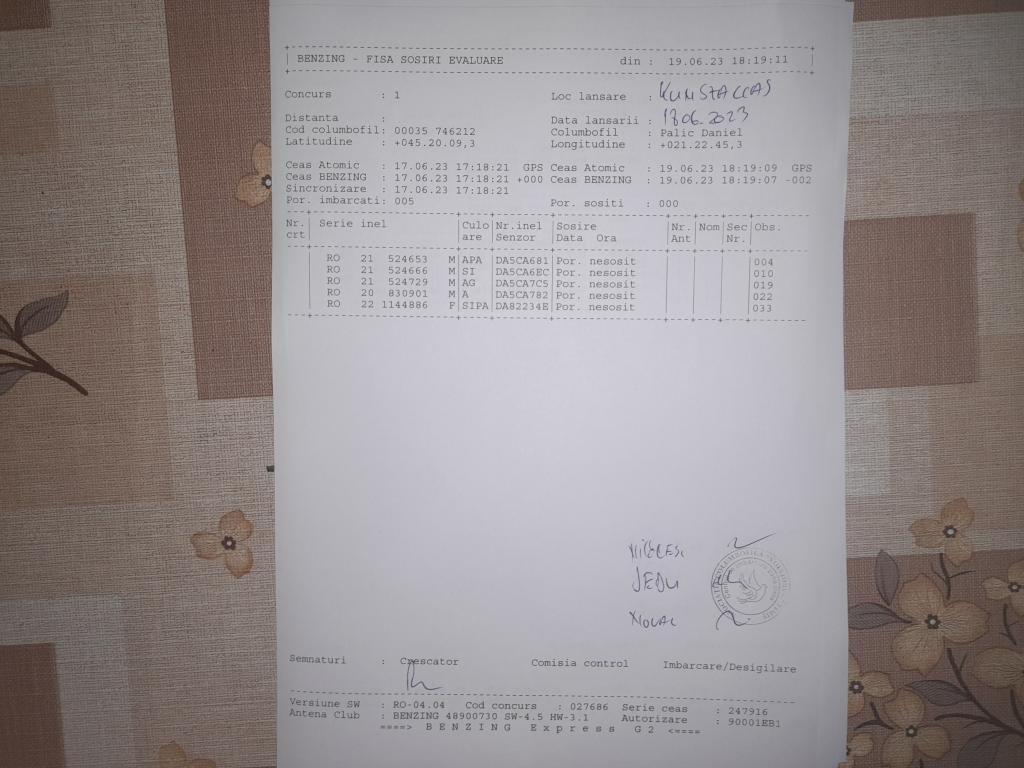 BENZING - FISA SOSIRI EVALUARE din : 19.06.23 18:19:11
Concurs : 1 Loc lansare :
Distanta : Data lansarii : 18.06.2023
Cod columbofil: 00035 746212 Columbofil : Palic Daniel
Latitudine : +045.20.09,3 Longitudine : +021.22.45,3
Ceas Atomic : 17.06.23 17:18:21 GPS Ceas Atomic : 19.06.23 18:19:09 GPS
Ceas BENZING : 17.06.23 17:18:21 +000 Ceas BENZING : 19.06.23 18:19:07 -002
Sincronizare : 17.06.23 17:18:21
Por. imbarcati: 005 Por. sositi : 000
Nr. Serie inel Culo Nr.inel Sosire Nr. Nom Sec Obs.
crt are Senzor Data Ora Ant Nr.
RO 21 524653 M APA DA5CA681 Por. nesosit 004
RO 21 524666 M SI DA5CA6EC Por. nesosit 010
RO 21 524729 M AG DA5CA7C5 Por. nesosit 019
RO 20 830901 M A DA5CA782 Por. nesosit 022
RO 22 1144886 F SIPA DA82234E Por. nesosit 033
Semnaturi : Crescator Comisia control Imbarcare/Desigilare
Versiune SW : RO-04.04 Cod concurs : 027686 Serie ceas : 247916
Antena Club : BENZING 48900730 SW-4.5 HW-3.1 Autorizare : 90001EB1
====> B E N Z I N G E x p r e s s G 2 <====